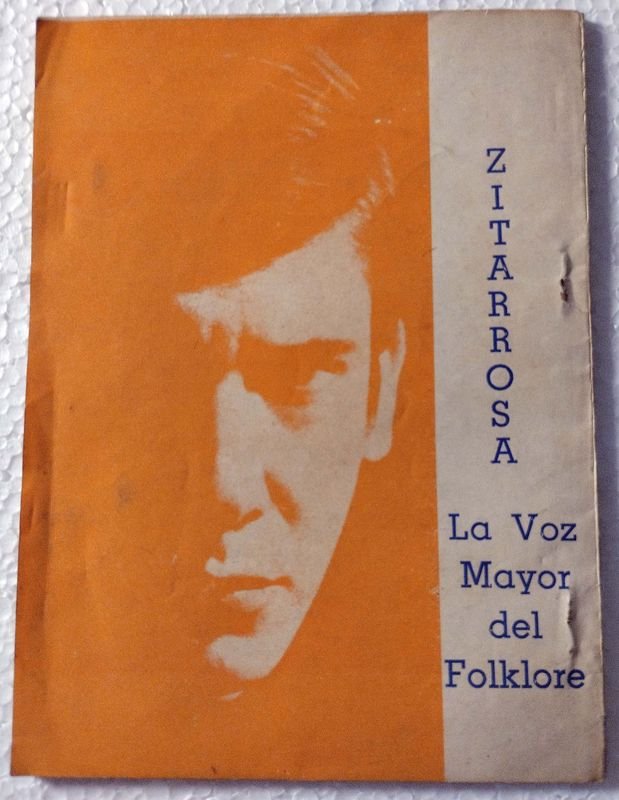 ZITARROSA
La Voz
Mayor
del
Folklore